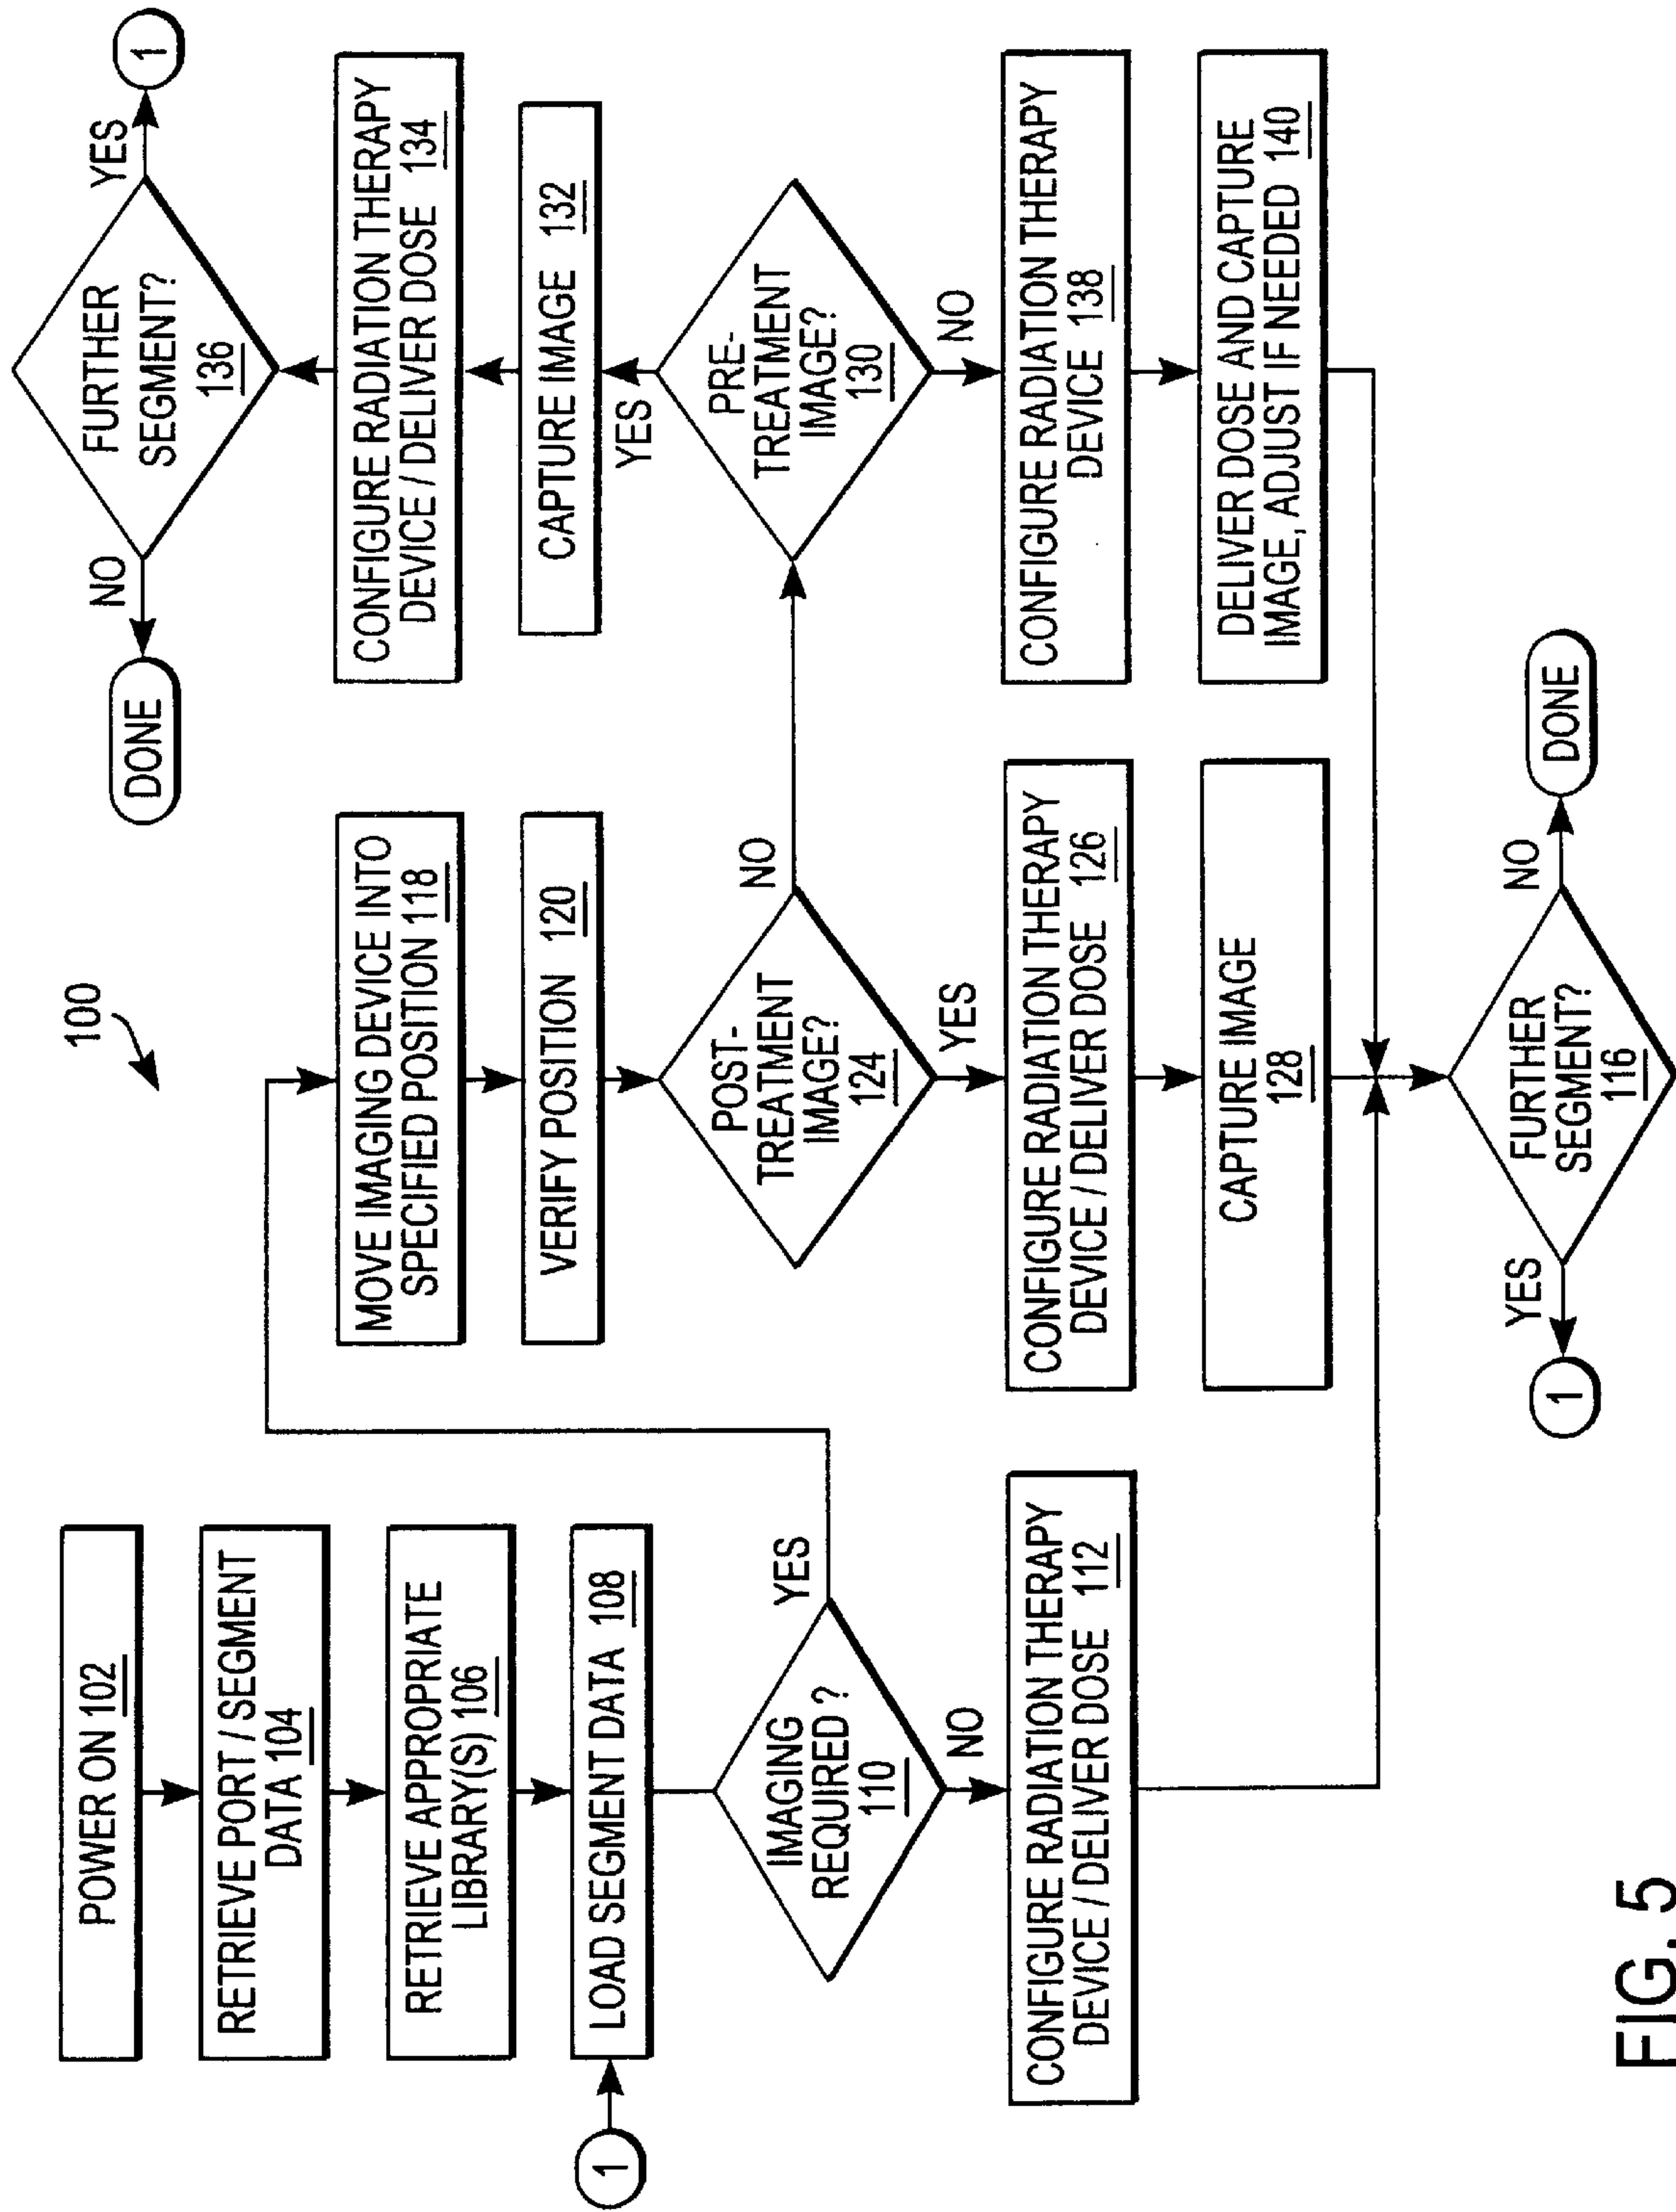 100
POWER ON 102
RETRIEVE PORT / SEGMENT
DATA 104
RETRIEVE APPROPRIATE
LIBRARY(S) 106
1
LOAD SEGMENT DATA 108
IMAGING
REQUIRED ?
110
YES
NO
CONFIGURE RADIATION THERAPY
DEVICE / DELIVER DOSE 112
MOVE IMAGING DEVICE INTO
SPECIFIED POSITION 118
VERIFY POSITION 120
POST-
TREATMENT
IMAGE?
124
NO
YES
CONFIGURE RADIATION THERAPY
DEVICE / DELIVER DOSE 126
CAPTURE IMAGE
128
FURTHER
SEGMENT?
116
YES
1
NO
DONE
FURTHER
SEGMENT?
136
NO
DONE
YES
1
CONFIGURE RADIATION THERAPY
DEVICE / DELIVER DOSE 134
CAPTURE IMAGE 132
YES
PRE-
TREATMENT
IMAGE?
130
NO
CONFIGURE RADIATION THERAPY
DEVICE 138
DELIVER DOSE AND CAPTURE
IMAGE, ADJUST IF NEEDED 140
FIG. 5